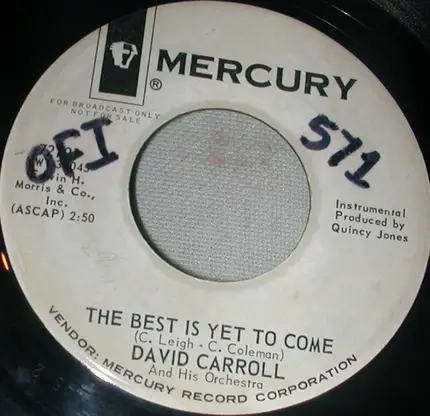 MERCURY
®
FOR BROADCAST ONLY
NOT FOR SALE
OFI
571
Morris & Co.,
Inc.
(ASCAP) 2:50
Instrumental
Produced by
Quincy Jones
THE BEST IS YET TO COME
(C. Leigh - C. Coleman)
DAVID CARROLL
And His Orchestra
VENDOR: MERCURY RECORD CORPORATION